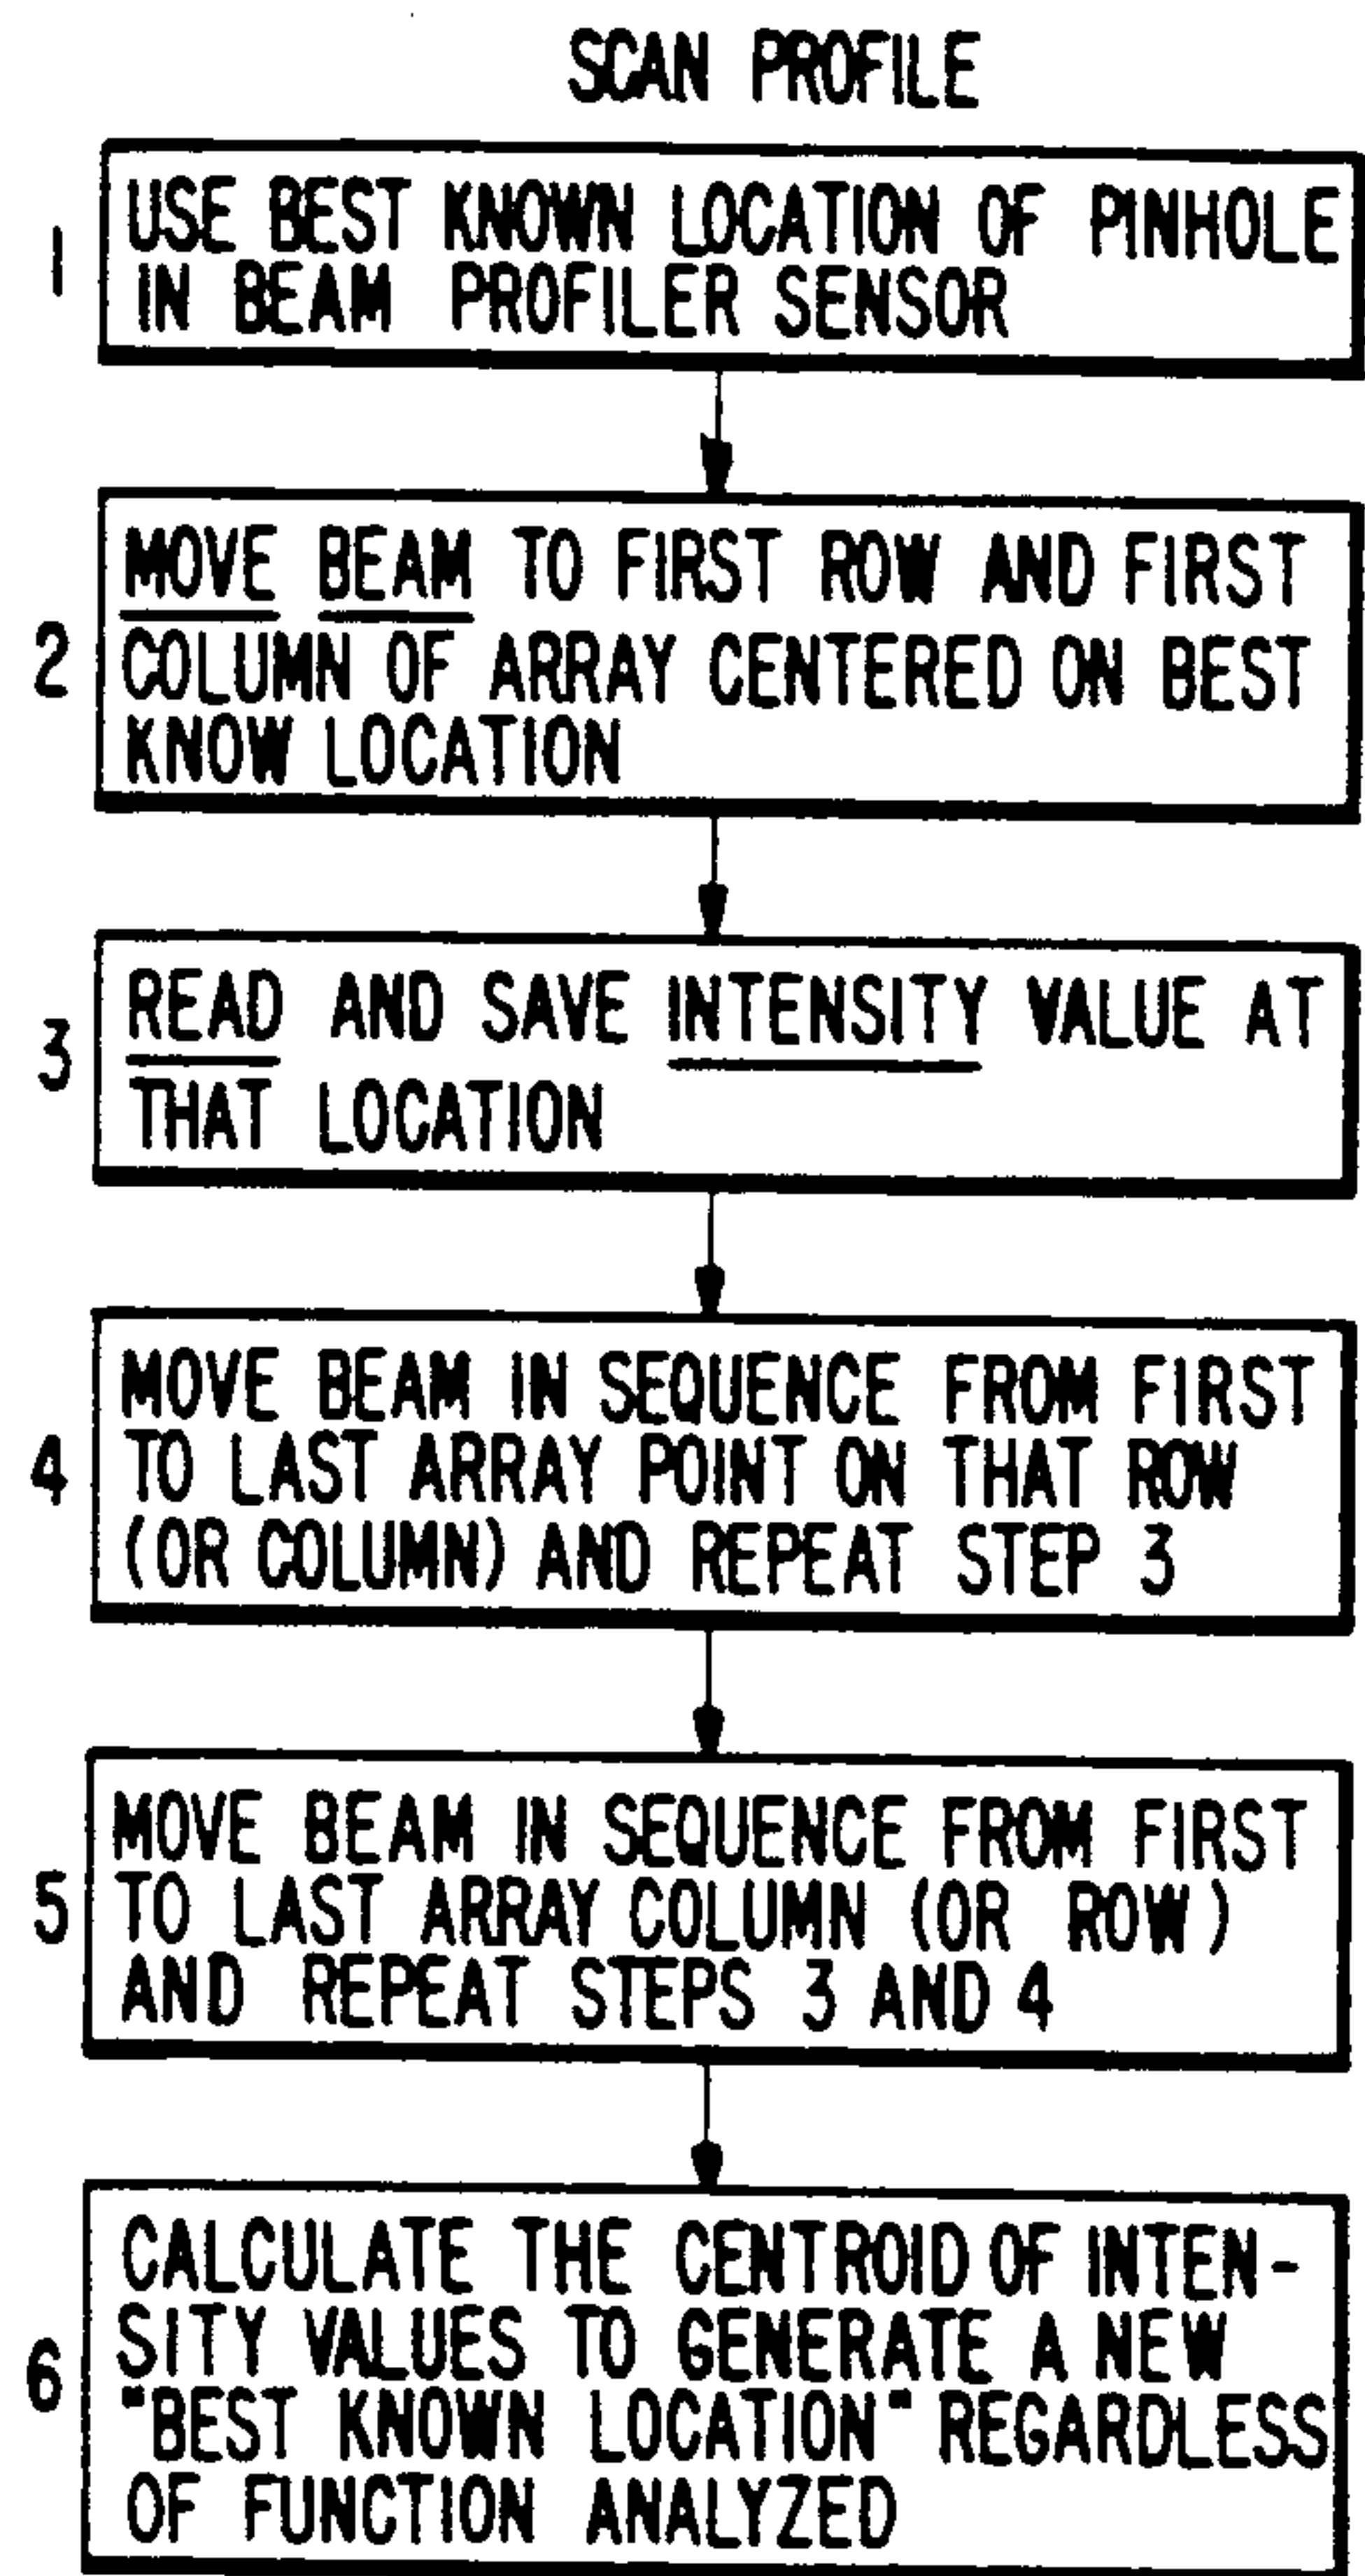 SCAN PROFILE
1
USE BEST KNOWN LOCATION OF PINHOLE
IN BEAM PROFILER SENSOR
2
MOVE BEAM TO FIRST ROW AND FIRST
COLUMN OF ARRAY CENTERED ON BEST
KNOW LOCATION
3
READ AND SAVE INTENSITY VALUE AT
THAT LOCATION
4
MOVE BEAM IN SEQUENCE FROM FIRST
TO LAST ARRAY POINT ON THAT ROW
(OR COLUMN) AND REPEAT STEP 3
5
MOVE BEAM IN SEQUENCE FROM FIRST
TO LAST ARRAY COLUMN (OR ROW)
AND REPEAT STEPS 3 AND 4
6
CALCULATE THE CENTROID OF INTEN-
SITY VALUES TO GENERATE A NEW
"BEST KNOWN LOCATION" REGARDLESS
OF FUNCTION ANALYZED